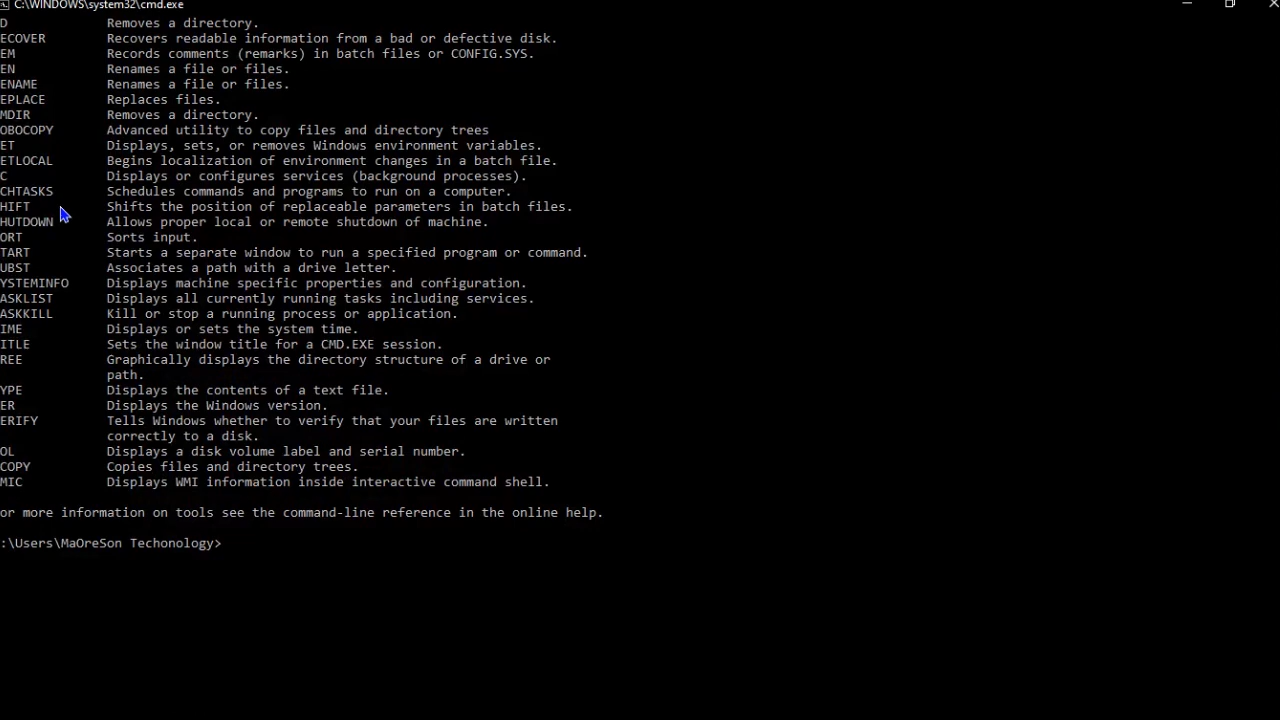 C:\WINDOWS\system32\cmd.exe
D Removes a directory.
ECOVER Recovers readable information from a bad or defective disk.
EM Records comments (remarks) in batch files or CONFIG.SYS.
EN Renames a file or files.
ENAME Renames a file or files.
EPLACE Replaces files.
MDIR Removes a directory.
OBOCOPY Advanced utility to copy files and directory trees
ET Displays, sets, or removes Windows environment variables.
ETLOCAL Begins localization of environment changes in a batch file.
C Displays or configures services (background processes).
CHTASKS Schedules commands and programs to run on a computer.
HIFT Shifts the position of replaceable parameters in batch files.
HUTDOWN Allows proper local or remote shutdown of machine.
ORT Sorts input.
TART Starts a separate window to run a specified program or command.
UBST Associates a path with a drive letter.
YSTEMINFO Displays machine specific properties and configuration.
ASKLIST Displays all currently running tasks including services.
ASKKILL Kill or stop a running process or application.
IME Displays or sets the system time.
ITLE Sets the window title for a CMD.EXE session.
REE Graphically displays the directory structure of a drive or
path.
YPE Displays the contents of a text file.
ER Displays the Windows version.
ERIFY Tells Windows whether to verify that your files are written
correctly to a disk.
OL Displays a disk volume label and serial number.
COPY Copies files and directory trees.
MIC Displays WMI information inside interactive command shell.
or more information on tools see the command-line reference in the online help.
:\Users\MaOreSon Techonology>